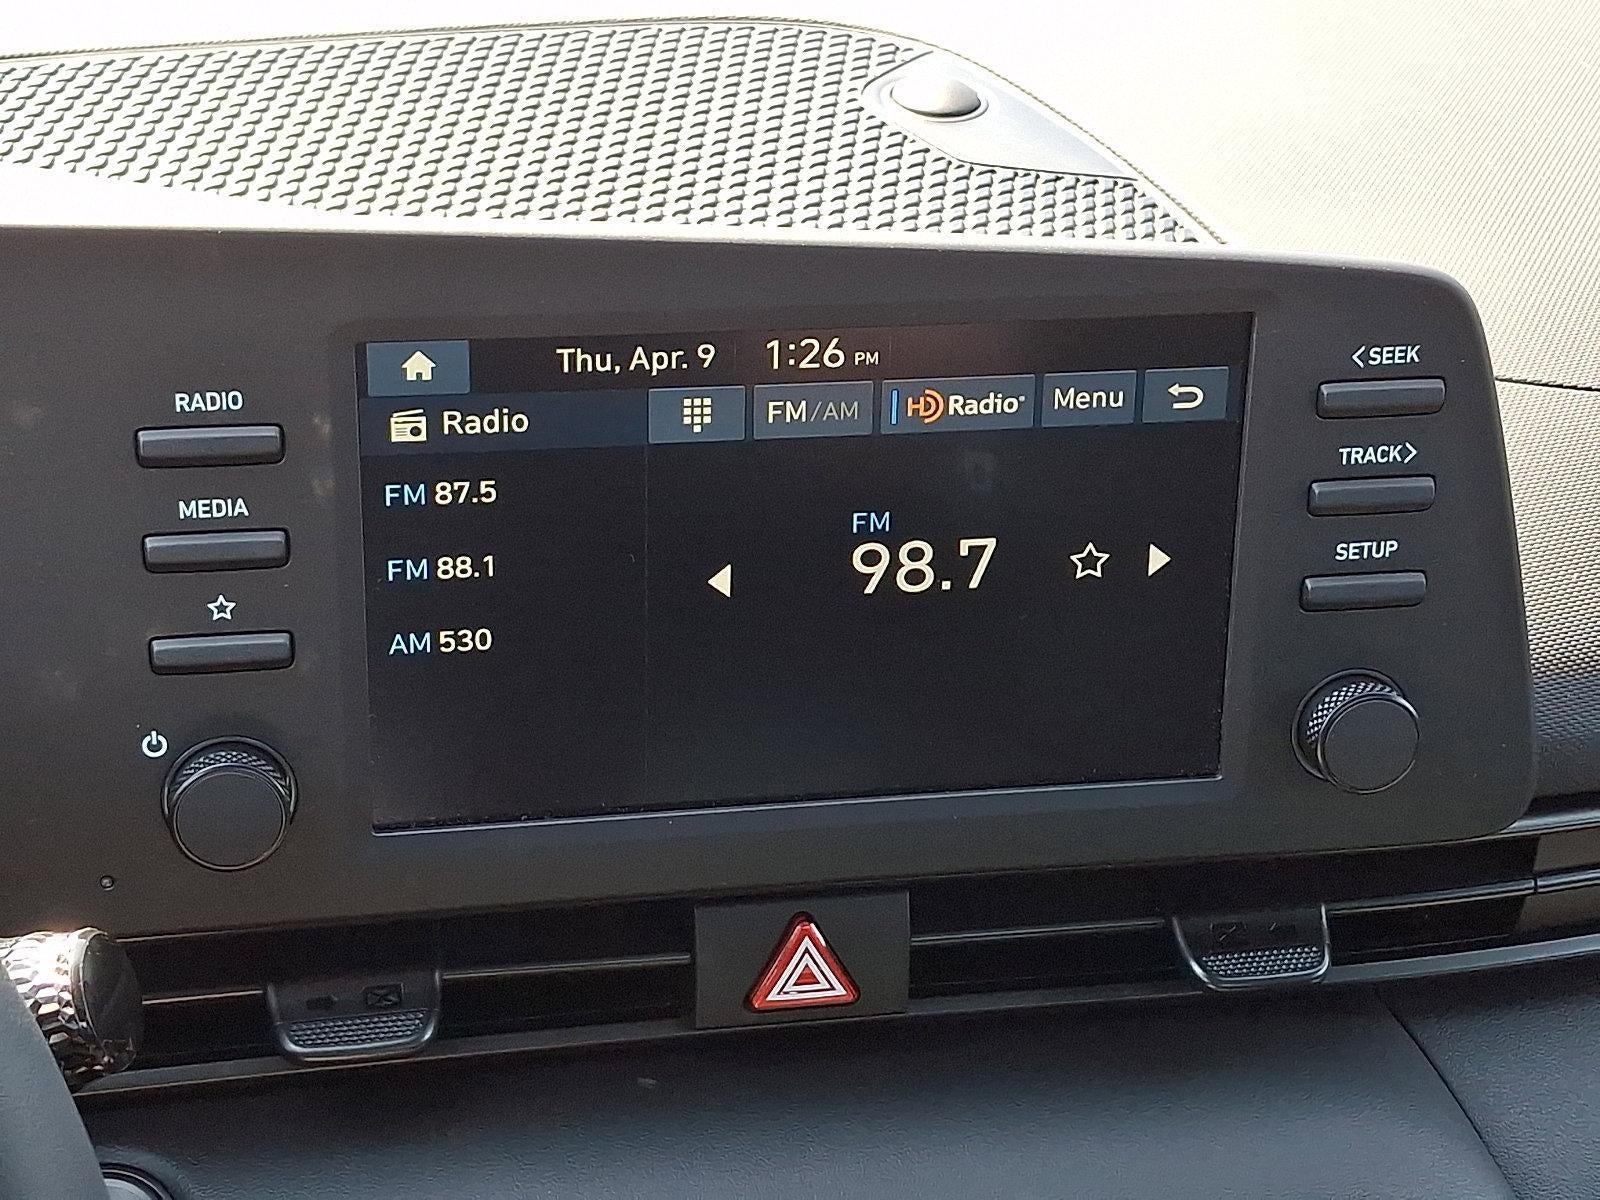 Thu, Apr. 9 1:26 PM
Radio FM/AM HD Radio® Menu
FM 87.5
FM 88.1
AM 530
FM
98.7
RADIO
MEDIA
<SEEK
TRACK>
SETUP